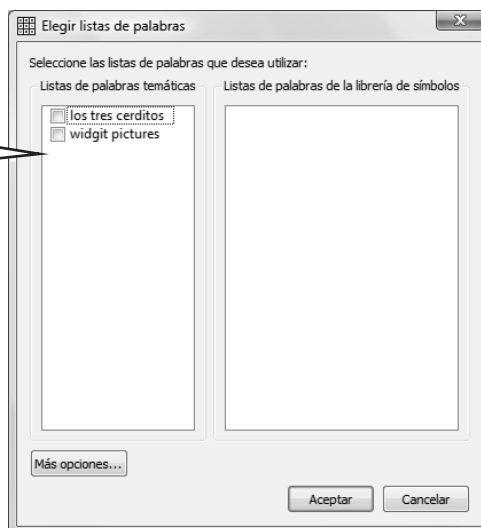 Elegir listas de palabras
Seleccione las listas de palabras que desea utilizar:
Listas de palabras temáticas
Listas de palabras de la librería de símbolos
los tres cerditos
widgit pictures
Más opciones...
Aceptar
Cancelar